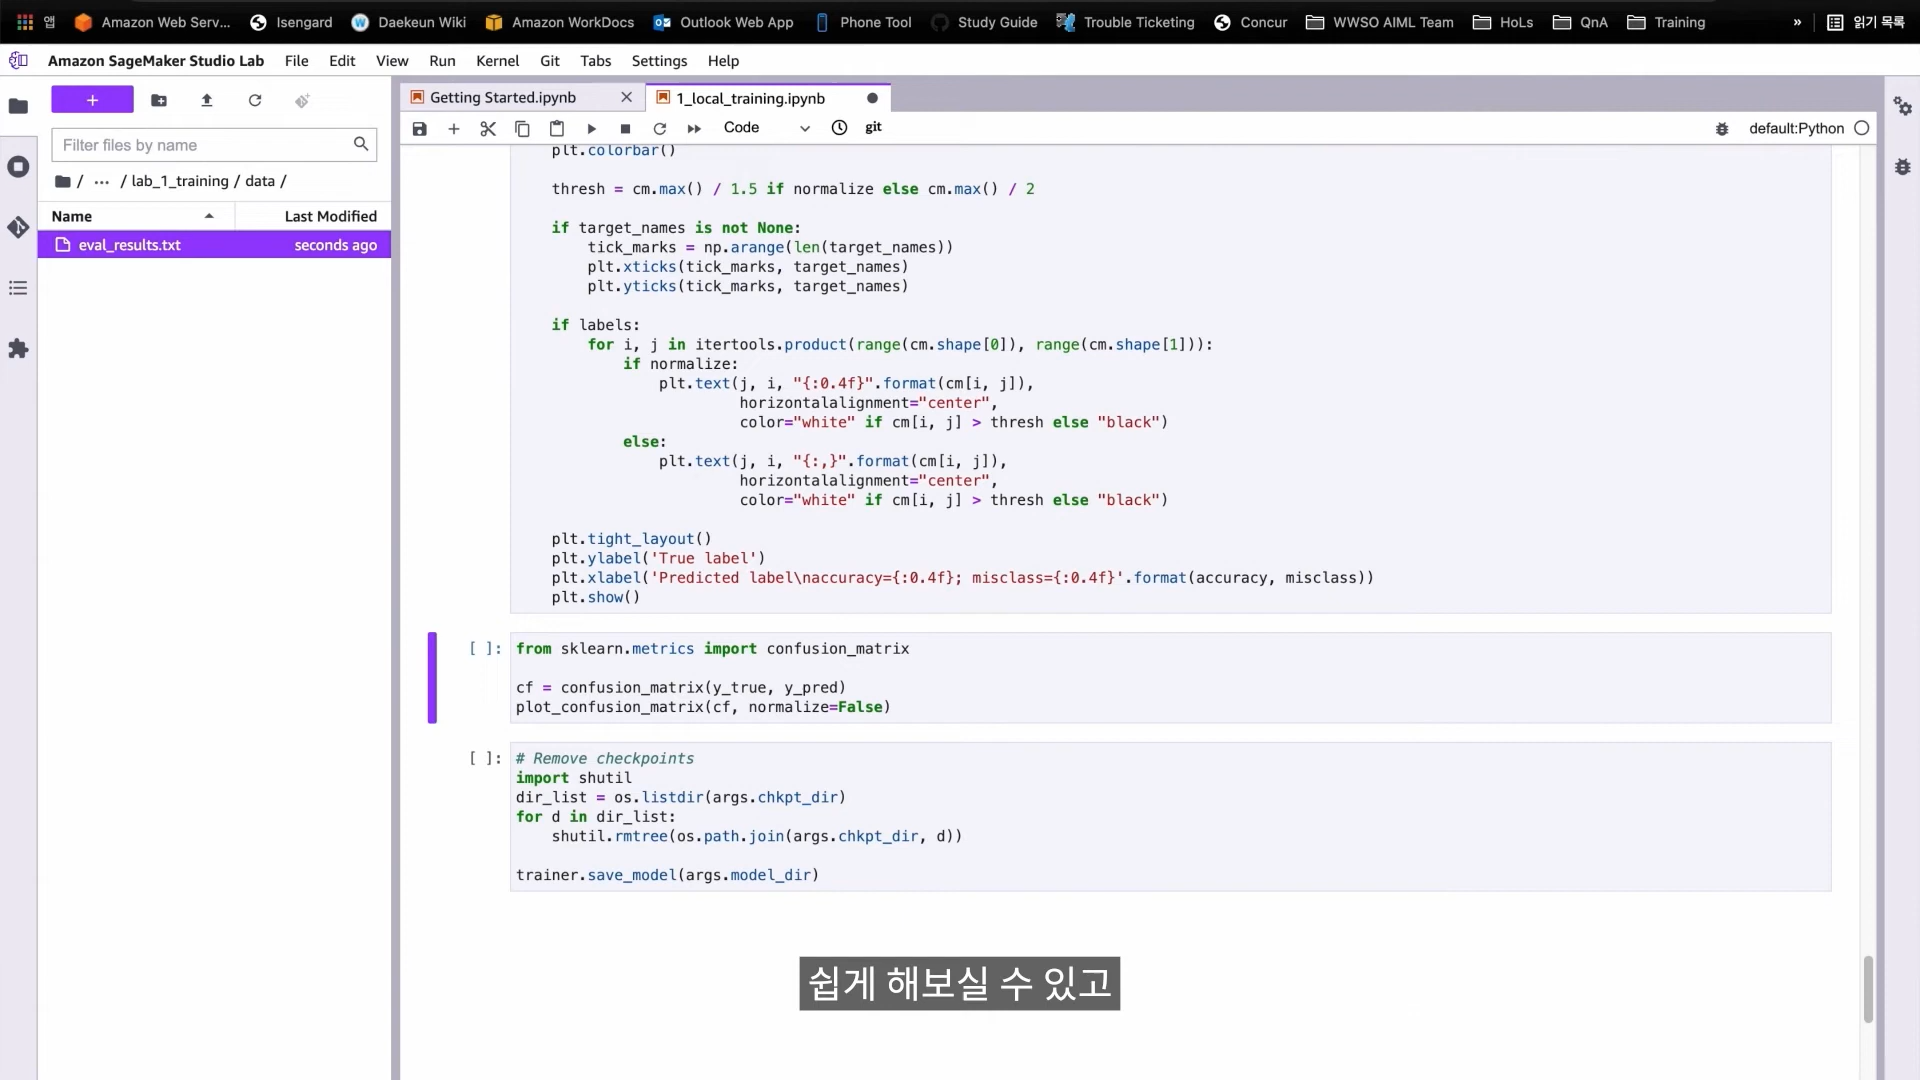 앱 Amazon Web Serv... Isengard Daekeun Wiki Amazon WorkDocs Outlook Web App Phone Tool Study Guide Trouble Ticketing Concur WWSO AIML Team HoLs QnA Training » 읽기 목록
Amazon SageMaker Studio Lab File Edit View Run Kernel Git Tabs Settings Help
+
Getting Started.ipynb 1_local_training.ipynb
Code git default:Python
Filter files by name
/ ... / lab_1_training / data /
Name Last Modified
eval_results.txt seconds ago
plt.colorbar()
thresh = cm.max() / 1.5 if normalize else cm.max() / 2
if target_names is not None:
tick_marks = np.arange(len(target_names))
plt.xticks(tick_marks, target_names)
plt.yticks(tick_marks, target_names)
if labels:
for i, j in itertools.product(range(cm.shape[0]), range(cm.shape[1])):
if normalize:
plt.text(j, i, "{:0.4f}".format(cm[i, j]),
horizontalalignment="center",
color="white" if cm[i, j] > thresh else "black")
else:
plt.text(j, i, "{:,}".format(cm[i, j]),
horizontalalignment="center",
color="white" if cm[i, j] > thresh else "black")
plt.tight_layout()
plt.ylabel('True label')
plt.xlabel('Predicted label\naccuracy={:0.4f}; misclass={:0.4f}'.format(accuracy, misclass))
plt.show()
[ ]: from sklearn.metrics import confusion_matrix
cf = confusion_matrix(y_true, y_pred)
plot_confusion_matrix(cf, normalize=False)
[ ]: # Remove checkpoints
import shutil
dir_list = os.listdir(args.chkpt_dir)
for d in dir_list:
shutil.rmtree(os.path.join(args.chkpt_dir, d))
trainer.save_model(args.model_dir)
쉽게 해보실 수 있고